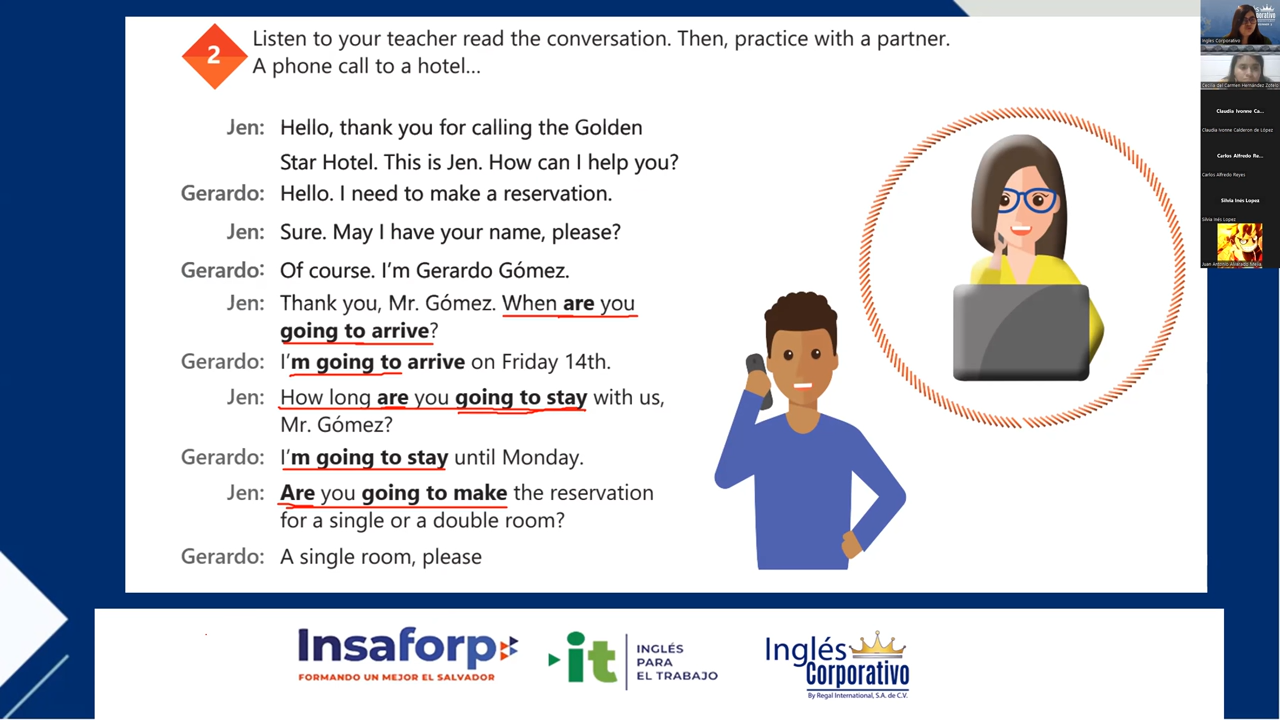 2
Listen to your teacher read the conversation. Then, practice with a partner.
A phone call to a hotel...
Jen: Hello, thank you for calling the Golden
Star Hotel. This is Jen. How can I help you?
Gerardo: Hello. I need to make a reservation.
Jen: Sure. May I have your name, please?
Gerardo: Of course. I'm Gerardo Gómez.
Jen: Thank you, Mr. Gómez. When are you
going to arrive?
Gerardo: I'm going to arrive on Friday 14th.
Jen: How long are you going to stay with us,
Mr. Gómez?
Gerardo: I'm going to stay until Monday.
Jen: Are you going to make the reservation
for a single or a double room?
Gerardo: A single room, please
Insaforp
FORMANDO UN MEJOR EL SALVADOR
it
INGLÉS
PARA
EL TRABAJO
Inglés
Corporativo
By Regal International, S.A. de C.V.
Inglés Corporativo
Claudia Ivonne Ca...
Claudia Ivonne Calderon de López
Carlos Alfredo Re...
Carlos Alfredo Reyes
Silvia Inés Lopez
Silvia Inés Lopez